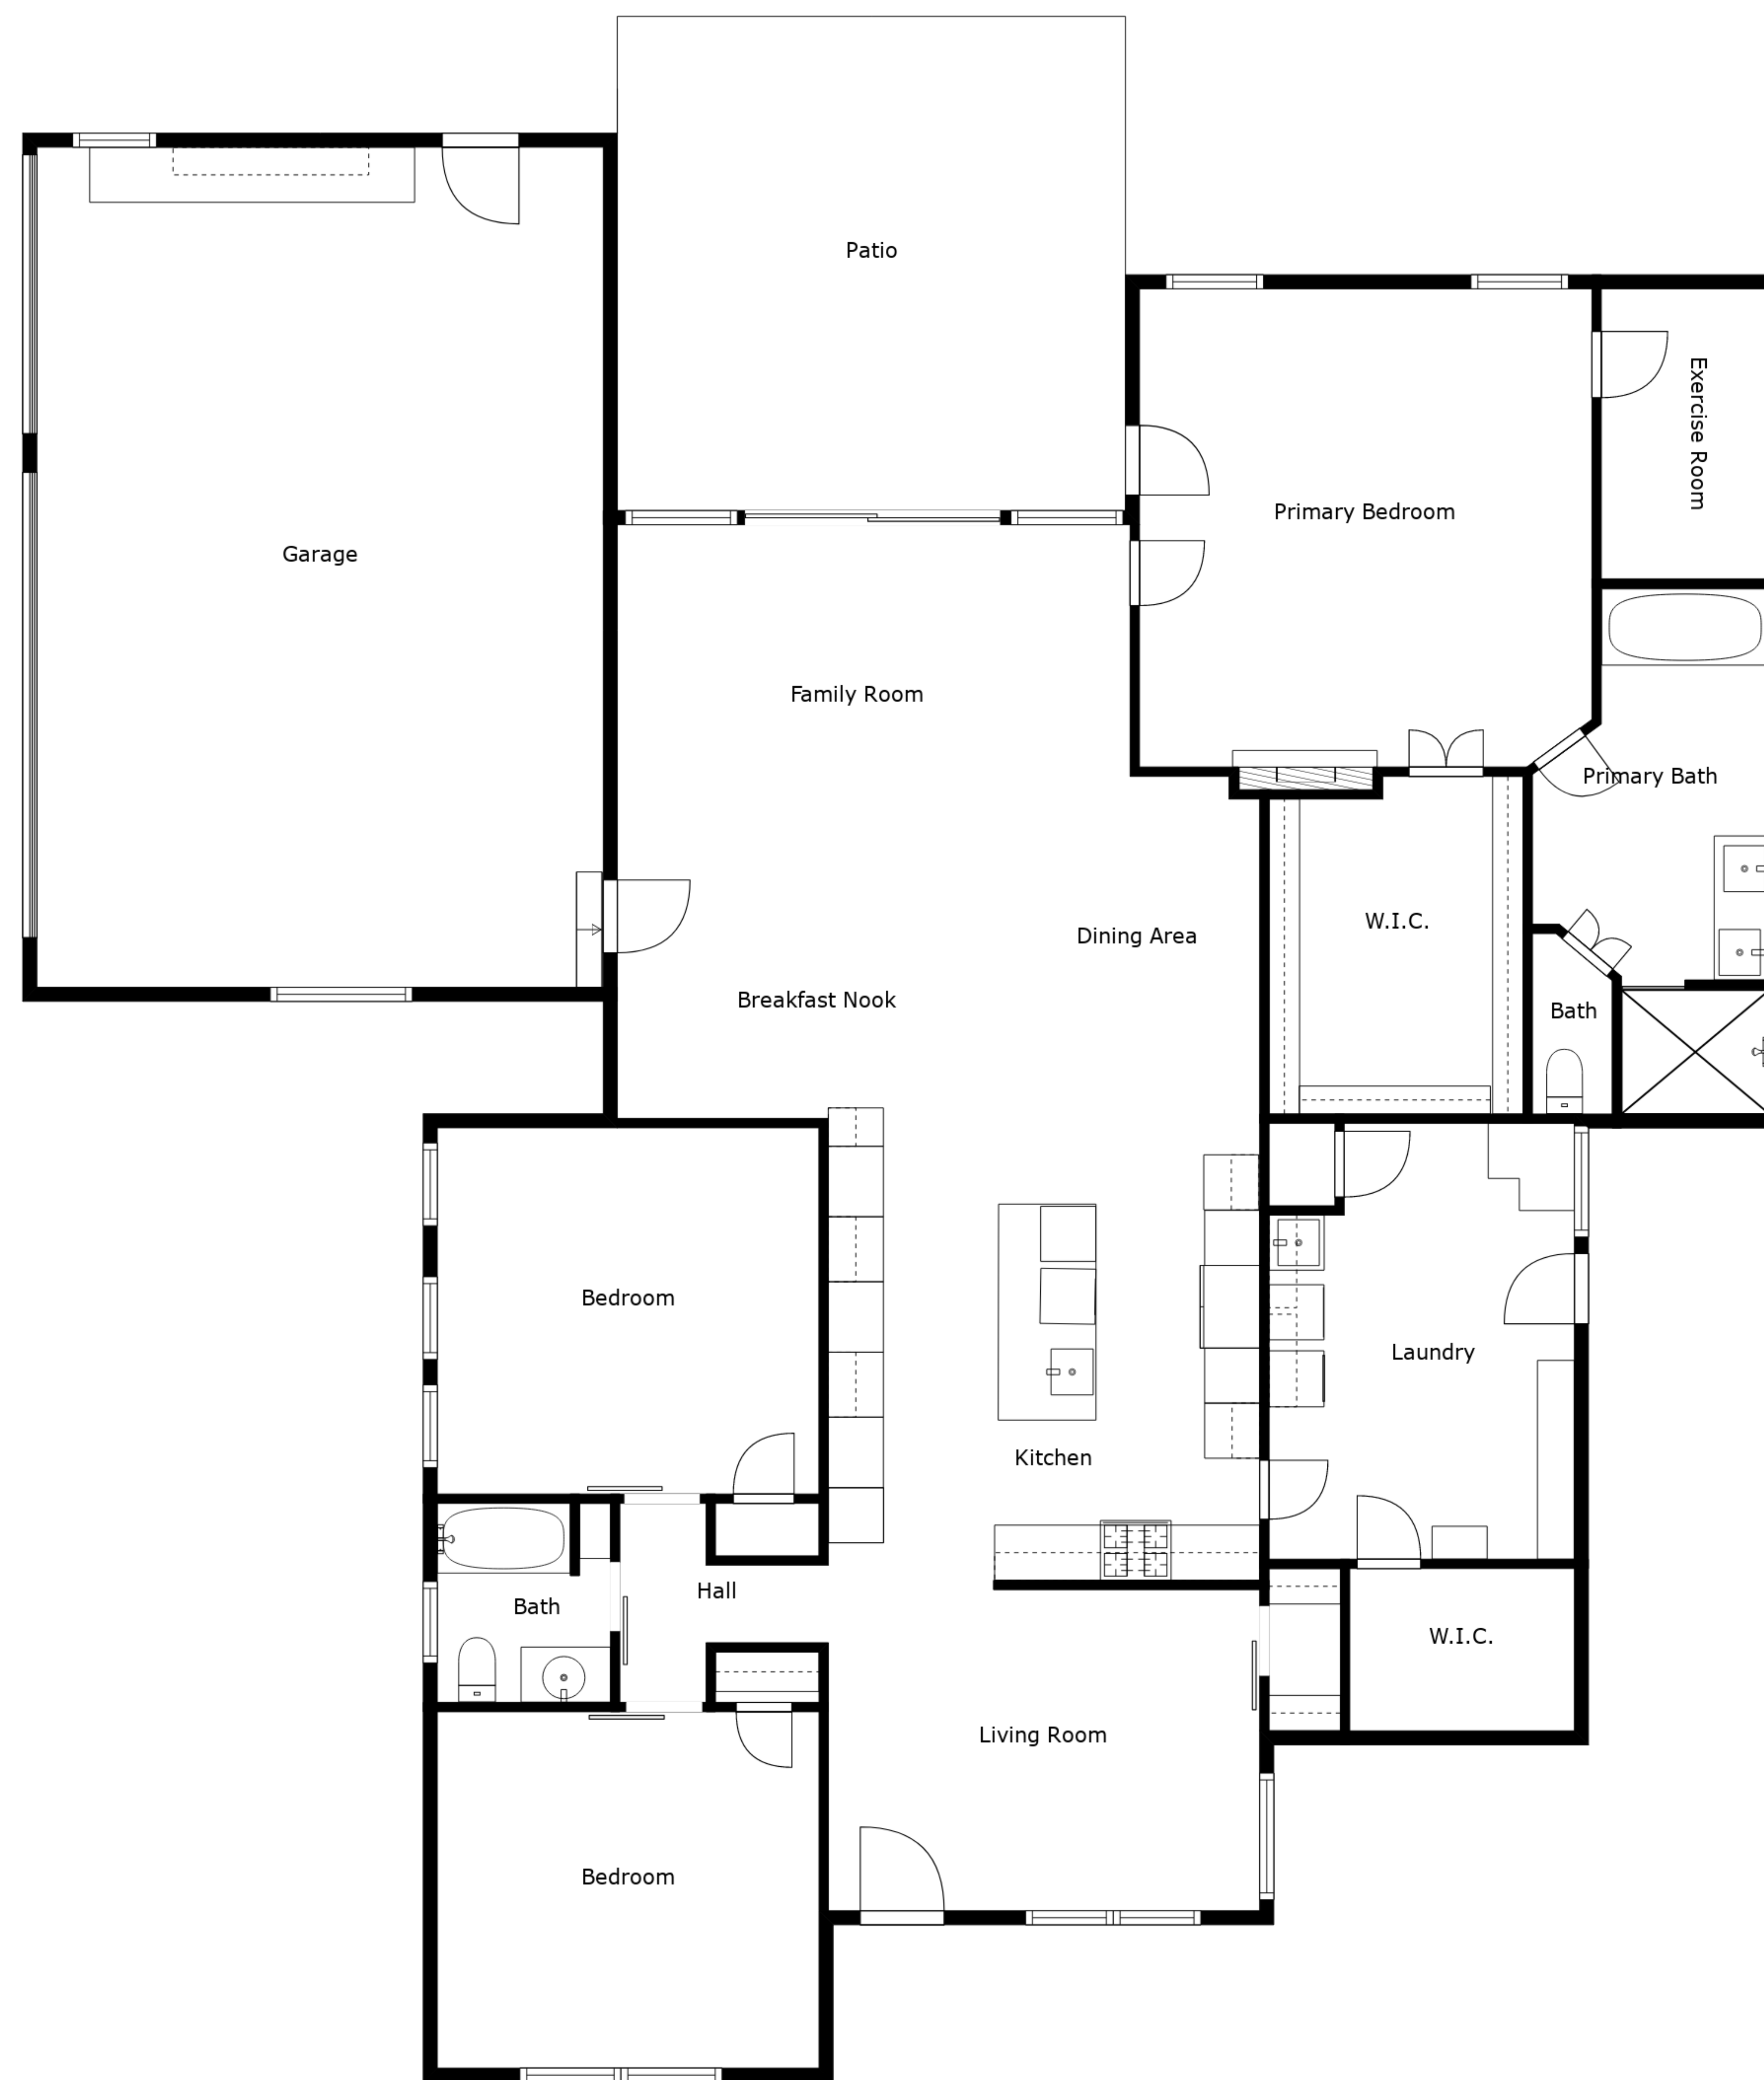 Patio
Exercise Room
Primary Bedroom
Garage
Family Room
Primary Bath
W.I.C.
Dining Area
Breakfast Nook
Bath
Bedroom
Laundry
Kitchen
Hall
Bath
W.I.C.
Living Room
Bedroom